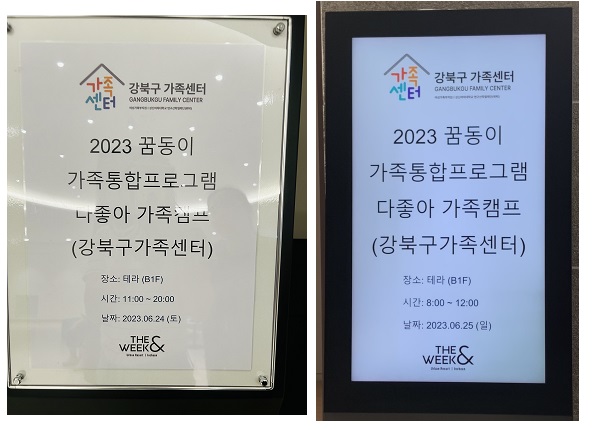 가족
센터
강북구 가족센터
GANGBUKGU FAMILY CENTER
2023 꿈동이
가족통합프로그램
다좋아 가족캠프
(강북구가족센터)
장소: 테라 (B1F)
시간: 11:00 ~ 20:00
날짜: 2023.06.24 (토)
THE
WEEK&
가족
센터
강북구 가족센터
GANGBUKGU FAMILY CENTER
2023 꿈동이
가족통합프로그램
다좋아 가족캠프
(강북구가족센터)
장소: 테라 (B1F)
시간: 8:00 ~ 12:00
날짜: 2023.06.25 (일)
THE
WEEK&